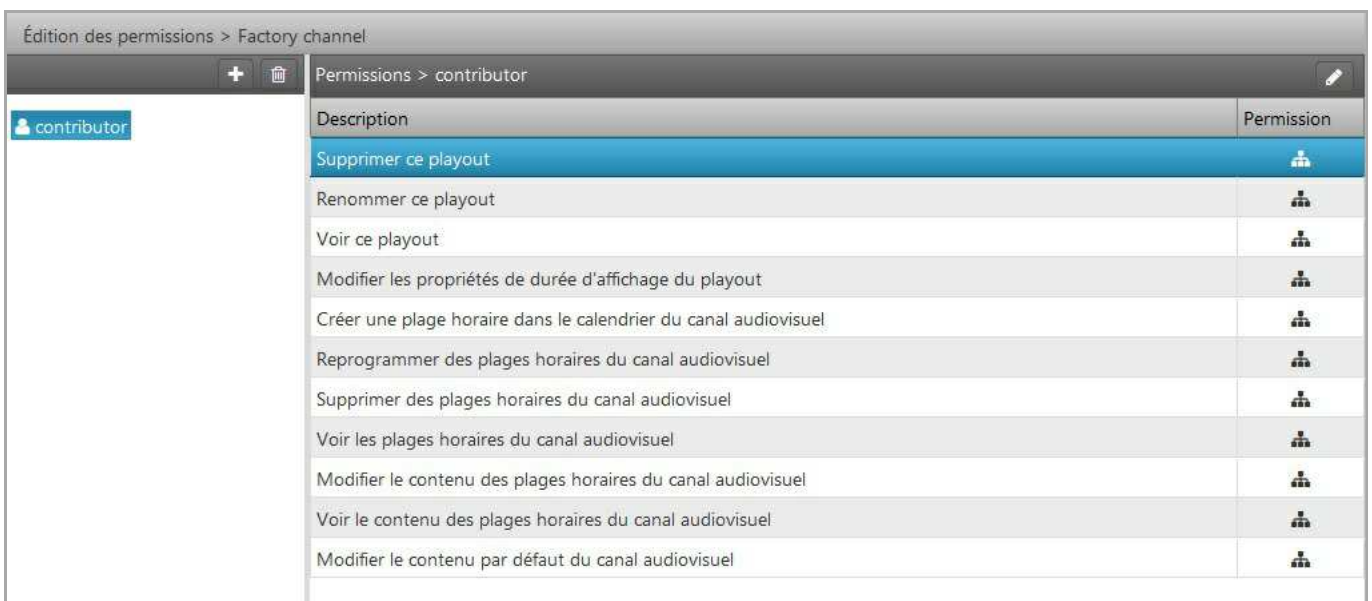 Édition des permissions > Factory channel
Permissions > contributor
contributor
Description Permission
Supprimer ce playout
Renommer ce playout
Voir ce playout
Modifier les propriétés de durée d'affichage du playout
Créer une plage horaire dans le calendrier du canal audiovisuel
Reprogrammer des plages horaires du canal audiovisuel
Supprimer des plages horaires du canal audiovisuel
Voir les plages horaires du canal audiovisuel
Modifier le contenu des plages horaires du canal audiovisuel
Voir le contenu des plages horaires du canal audiovisuel
Modifier le contenu par défaut du canal audiovisuel